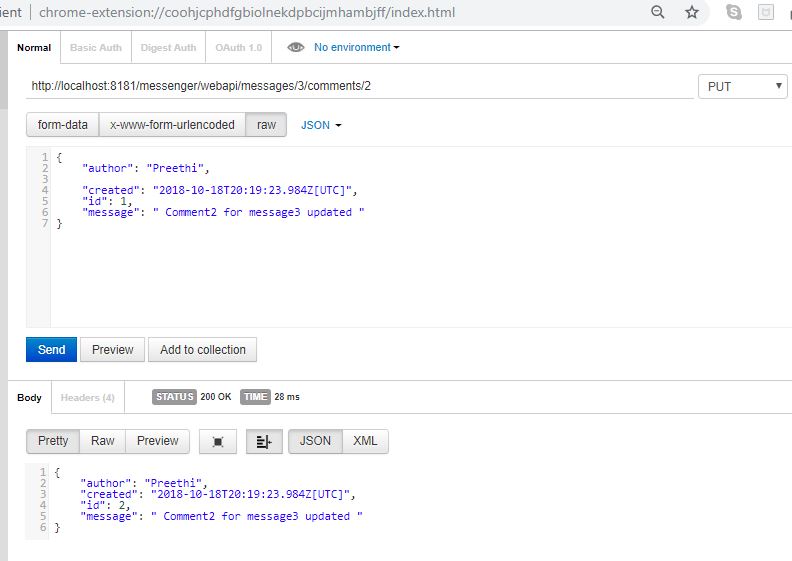 ient chrome-extension://coohjcphdfgbiolnekdpbcijmhambjff/index.html
Normal Basic Auth Digest Auth OAuth 1.0 No environment
http://localhost:8181/messenger/webapi/messages/3/comments/2 PUT
form-data x-www-form-urlencoded raw JSON
1 {
2 "author": "Preethi",
3
4 "created": "2018-10-18T20:19:23.984Z[UTC]",
5 "id": 1,
6 "message": " Comment2 for message3 updated "
7 }
Send Preview Add to collection
Body Headers (4) STATUS 200 OK TIME 28 ms
Pretty Raw Preview JSON XML
1 {
2 "author": "Preethi",
3 "created": "2018-10-18T20:19:23.984Z[UTC]",
4 "id": 2,
5 "message": " Comment2 for message3 updated "
6 }